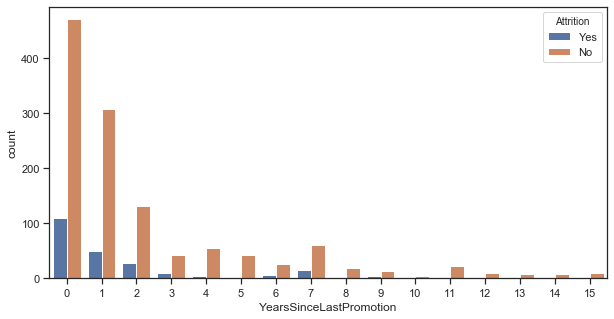 Attrition
Yes
No
400
300
200
100
0
count
0 1 2 3 4 5 6 7 8 9 10 11 12 13 14 15
YearsSinceLastPromotion